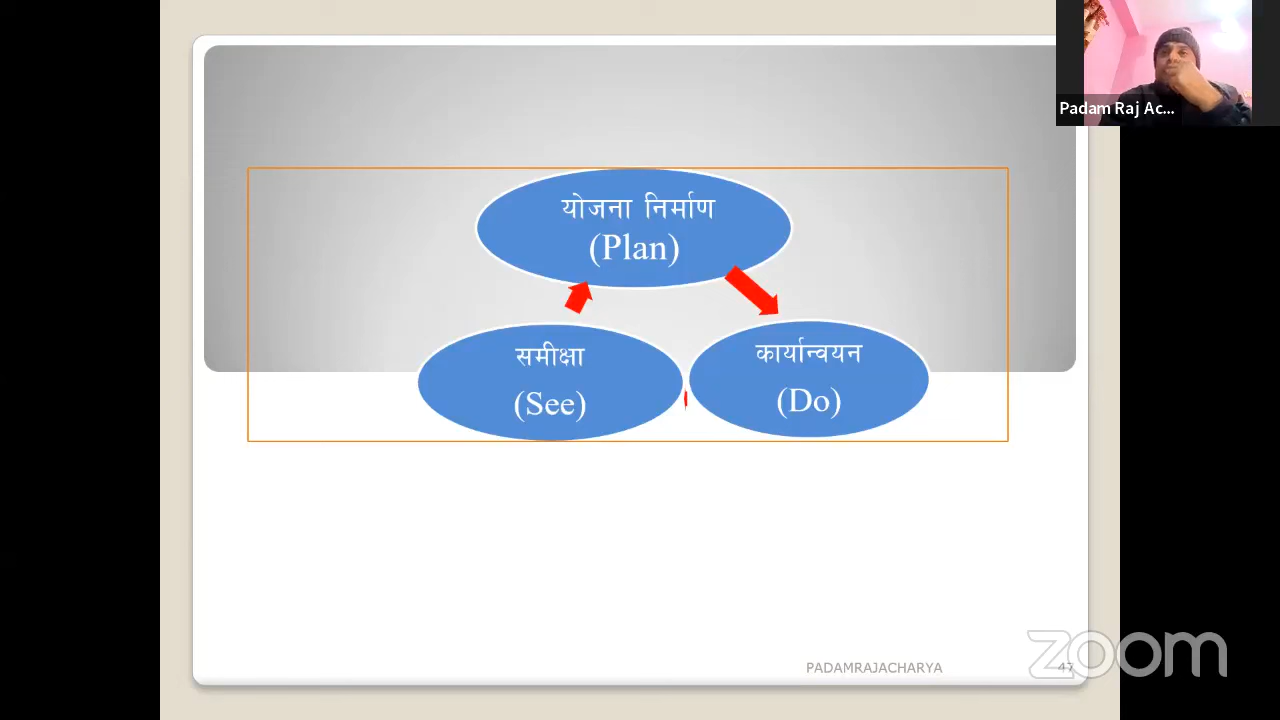 योजना निर्माण
(Plan)
समीक्षा
(See)
कार्यान्वयन
(Do)
Padam Raj Ac...
PADAMRAJACHARYA
47
zoom